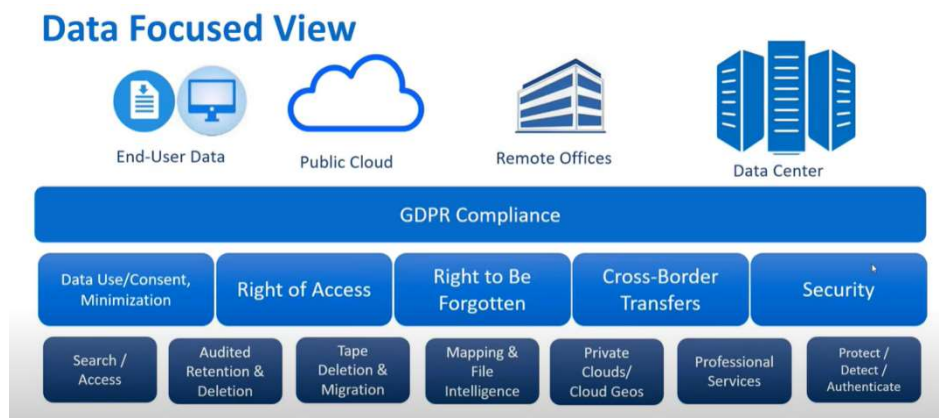 Data Focused View
End-User Data
Public Cloud
Remote Offices
Data Center
GDPR Compliance
Data Use/Consent,
Minimization
Right of Access
Right to Be
Forgotten
Cross-Border
Transfers
Security
Search /
Access
Audited
Retention &
Deletion
Tape
Deletion &
Migration
Mapping &
File
Intelligence
Private
Clouds/
Cloud Geos
Professional
Services
Protect /
Detect /
Authenticate